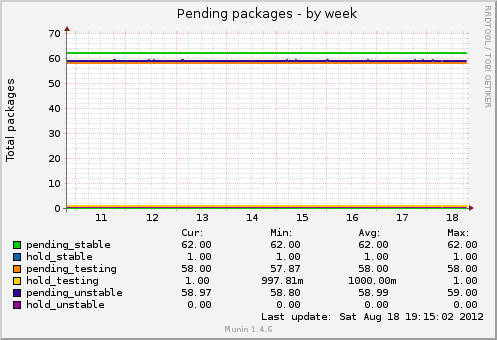 Pending packages - by week
RRDTOOL / TOBI OETIKER
Total packages
70
60
50
40
30
20
10
0
11 12 13 14 15 16 17 18
Cur: Min: Avg: Max:
pending_stable 62.00 62.00 62.00 62.00
hold_stable 1.00 1.00 1.00 1.00
pending_testing 58.00 57.87 58.00 58.00
hold_testing 1.00 997.81m 1000.00m 1.00
pending_unstable 58.97 58.80 58.99 59.00
hold_unstable 0.00 0.00 0.00 0.00
Last update: Sat Aug 18 19:15:02 2012
Munin 1.4.6